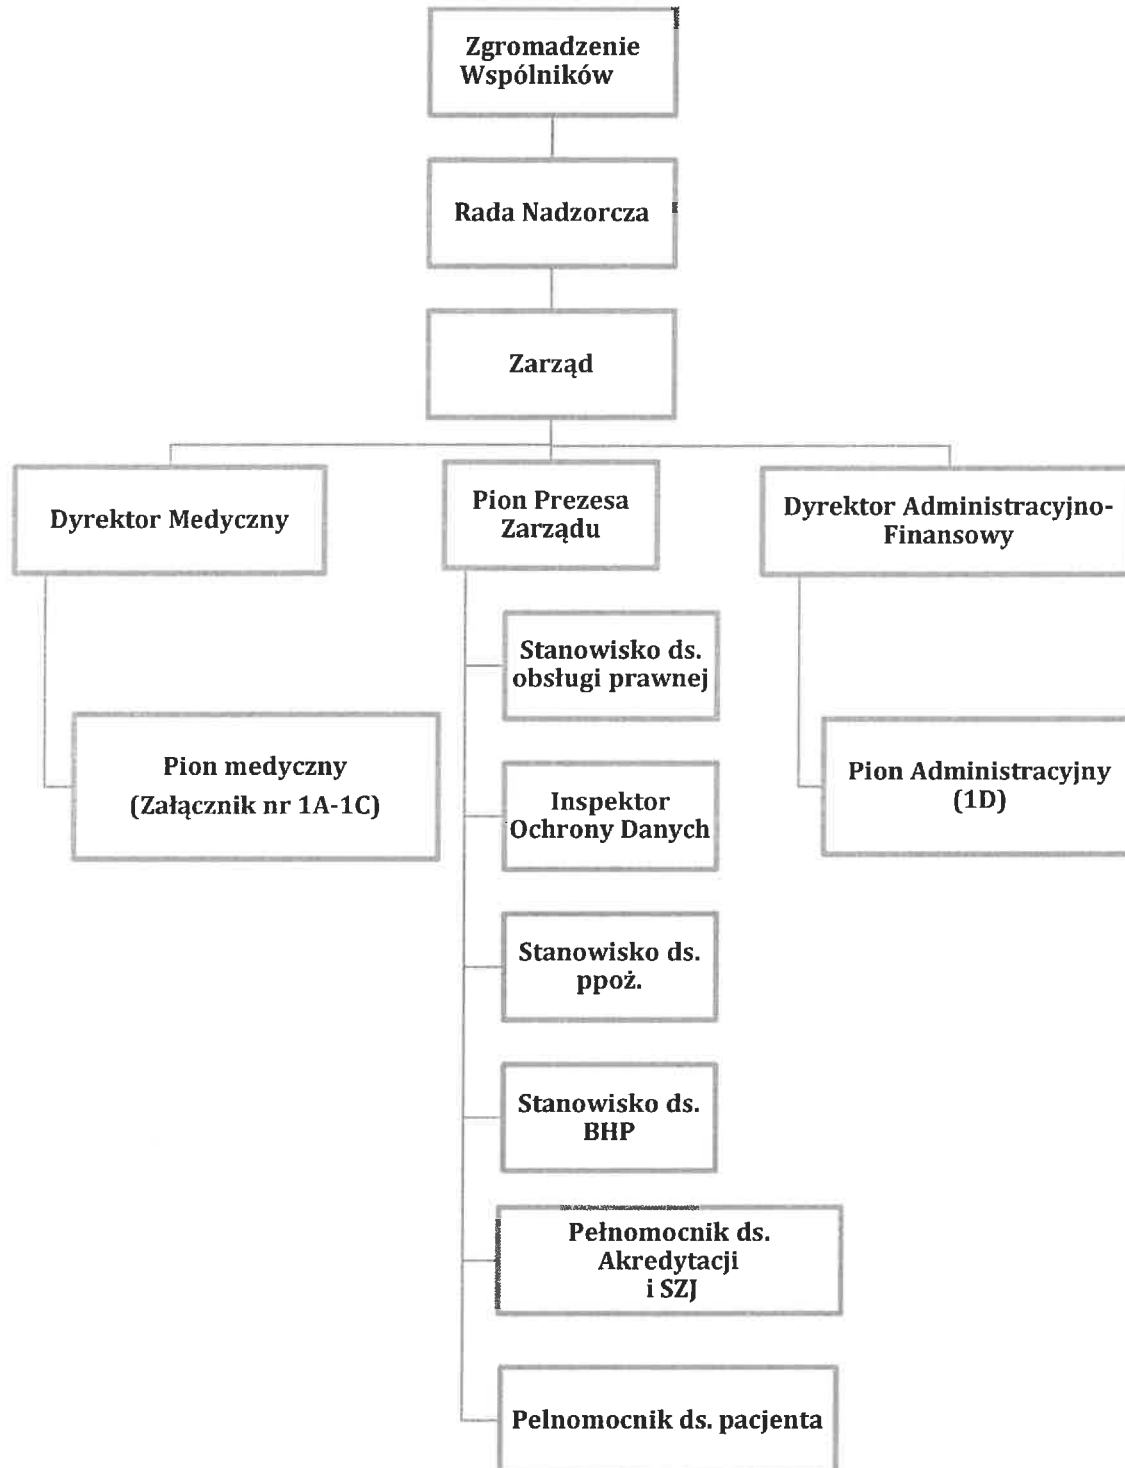 Zgromadzenie
Wspólników
Rada Nadzorcza
Zarząd
Dyrektor Medyczny
Pion Prezesa
Zarządu
Dyrektor Administracyjno-
Finansowy
Stanowisko ds.
obsługi prawnej
Pion medyczny
(Załącznik nr 1A-1C)
Pion Administracyjny
(1D)
Inspektor
Ochrony Danych
Stanowisko ds.
ppoż.
Stanowisko ds.
BHP
Pełnomocnik ds.
Akredytacji
i SZJ
Pelnomocnik ds. pacjenta